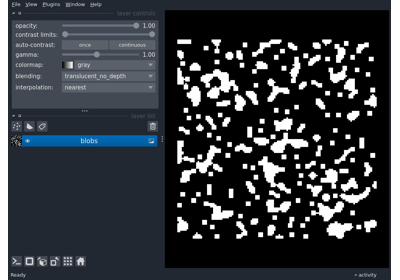 File View Plugins Window Help
layer controls
opacity: 1.00
contrast limits:
auto-contrast: once continuous
gamma: 1.00
colormap: gray
blending: translucent_no_depth
interpolation: nearest
layer list
blobs
Ready activity